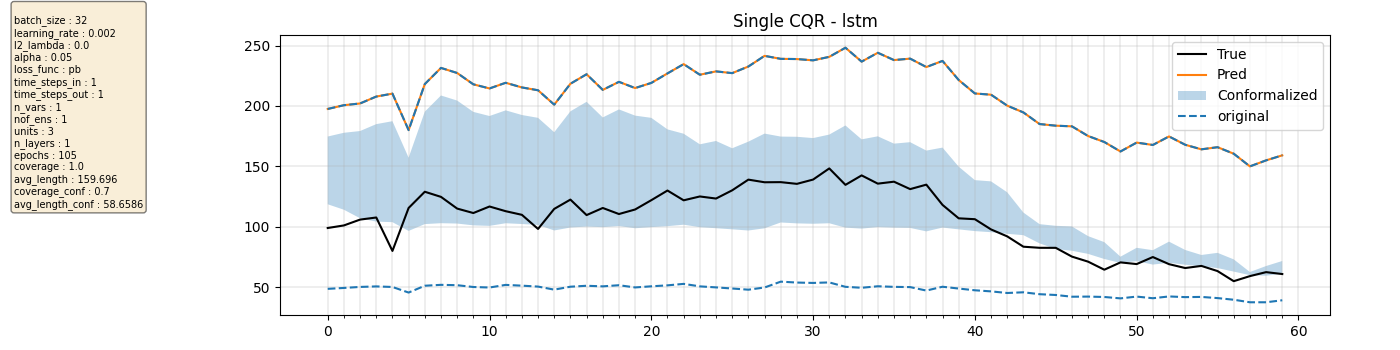 batch_size : 32
learning_rate : 0.002
l2_lambda : 0.0
alpha : 0.05
loss_func : pb
time_steps_in : 1
time_steps_out : 1
n_vars : 1
nof_ens : 1
units : 3
n_layers : 1
epochs : 105
coverage : 1.0
avg_length : 159.696
coverage_conf : 0.7
avg_length_conf : 58.6586
Single CQR - lstm
250
200
150
100
50
0
10
20
30
40
50
60
True
Pred
Conformalized
original